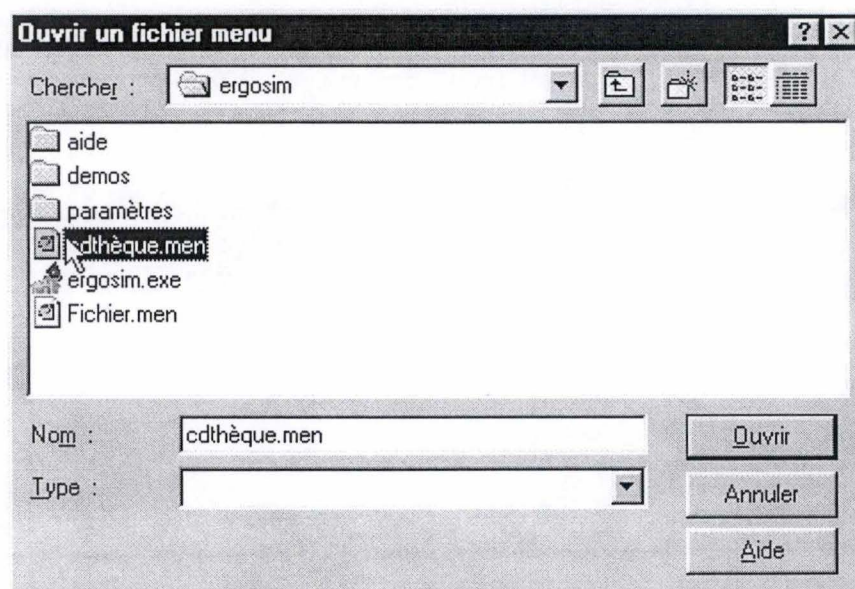 Ouvrir un fichier menu
Chercher : ergosim
aide
demos
paramètres
cdthèque.men
ergosim.exe
Fichier.men
Nom : cdthèque.men
Ouvrir
Type :
Annuler
Aide